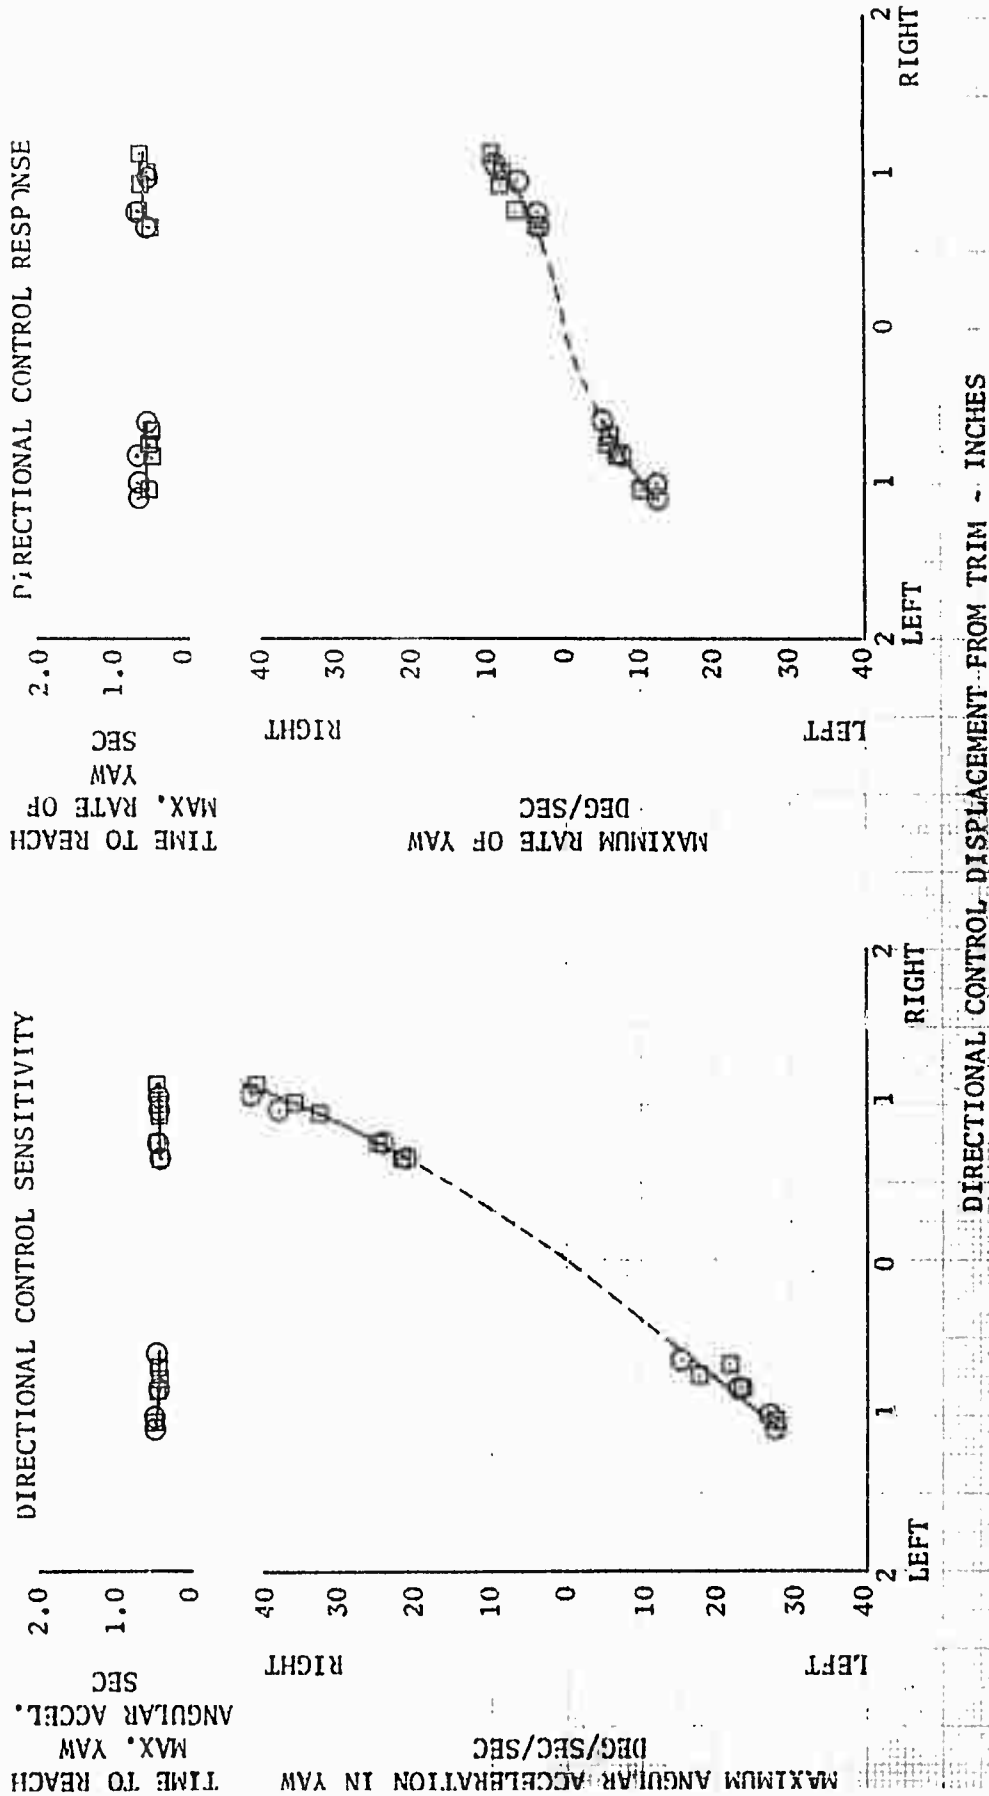 DIRECTIONAL CONTROL SENSITIVITY
TIME TO REACH
MAX. YAW
ANGULAR ACCEL.
SEC
2.0
1.0
0
MAXIMUM ANGULAR ACCELERATION IN YAW
DEG/SEC/SEC
RIGHT
LEFT
40
30
20
10
0
10
20
30
2
1
0
1
2
LEFT
RIGHT
DIRECTIONAL CONTROL RESPONSE
TIME TO REACH
MAX. RATE OF
YAW
SEC
2.0
1.0
0
MAXIMUM RATE OF YAW
DEG/SEC
RIGHT
LEFT
40
30
20
10
0
10
20
30
40
2
1
0
1
2
LEFT
RIGHT
DIRECTIONAL CONTROL DISPLACEMENT FROM TRIM ~ INCHES